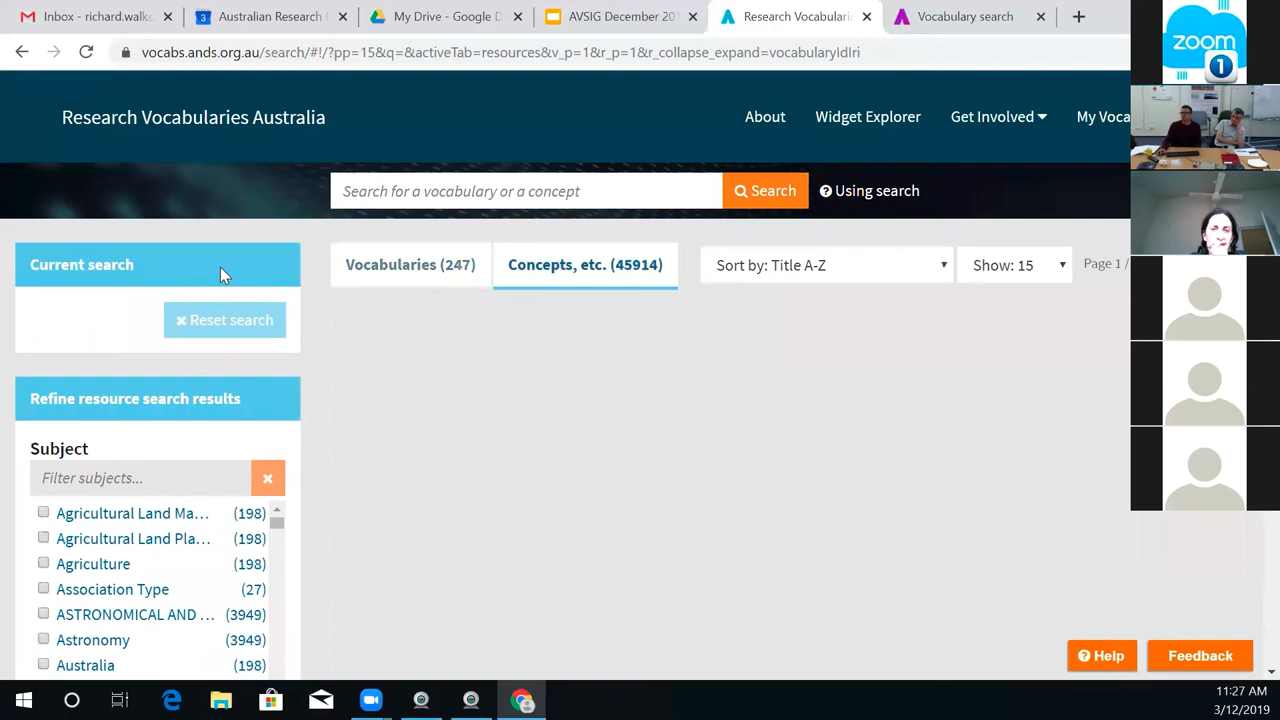 Inbox - richard.walk
Australian Research
My Drive - Google D
AVSIG December 201
Research Vocabularie
Vocabulary search
vocabs.ands.org.au/search/#!/?pp=15&q=&activeTab=resources&v_p=1&r_p=1&r_collapse_expand=vocabularyIdIri
zoom
1
Research Vocabularies Australia
About
Widget Explorer
Get Involved
My Voca
Search for a vocabulary or a concept
Search
Using search
Current search
Vocabularies (247)
Concepts, etc. (45914)
Sort by: Title A-Z
Show: 15
Page 1 /
Reset search
Refine resource search results
Subject
Filter subjects...
Agricultural Land Ma... (198)
Agricultural Land Pla... (198)
Agriculture (198)
Association Type (27)
ASTRONOMICAL AND ... (3949)
Astronomy (3949)
Australia (198)
Help
Feedback
11:27 AM
3/12/2019